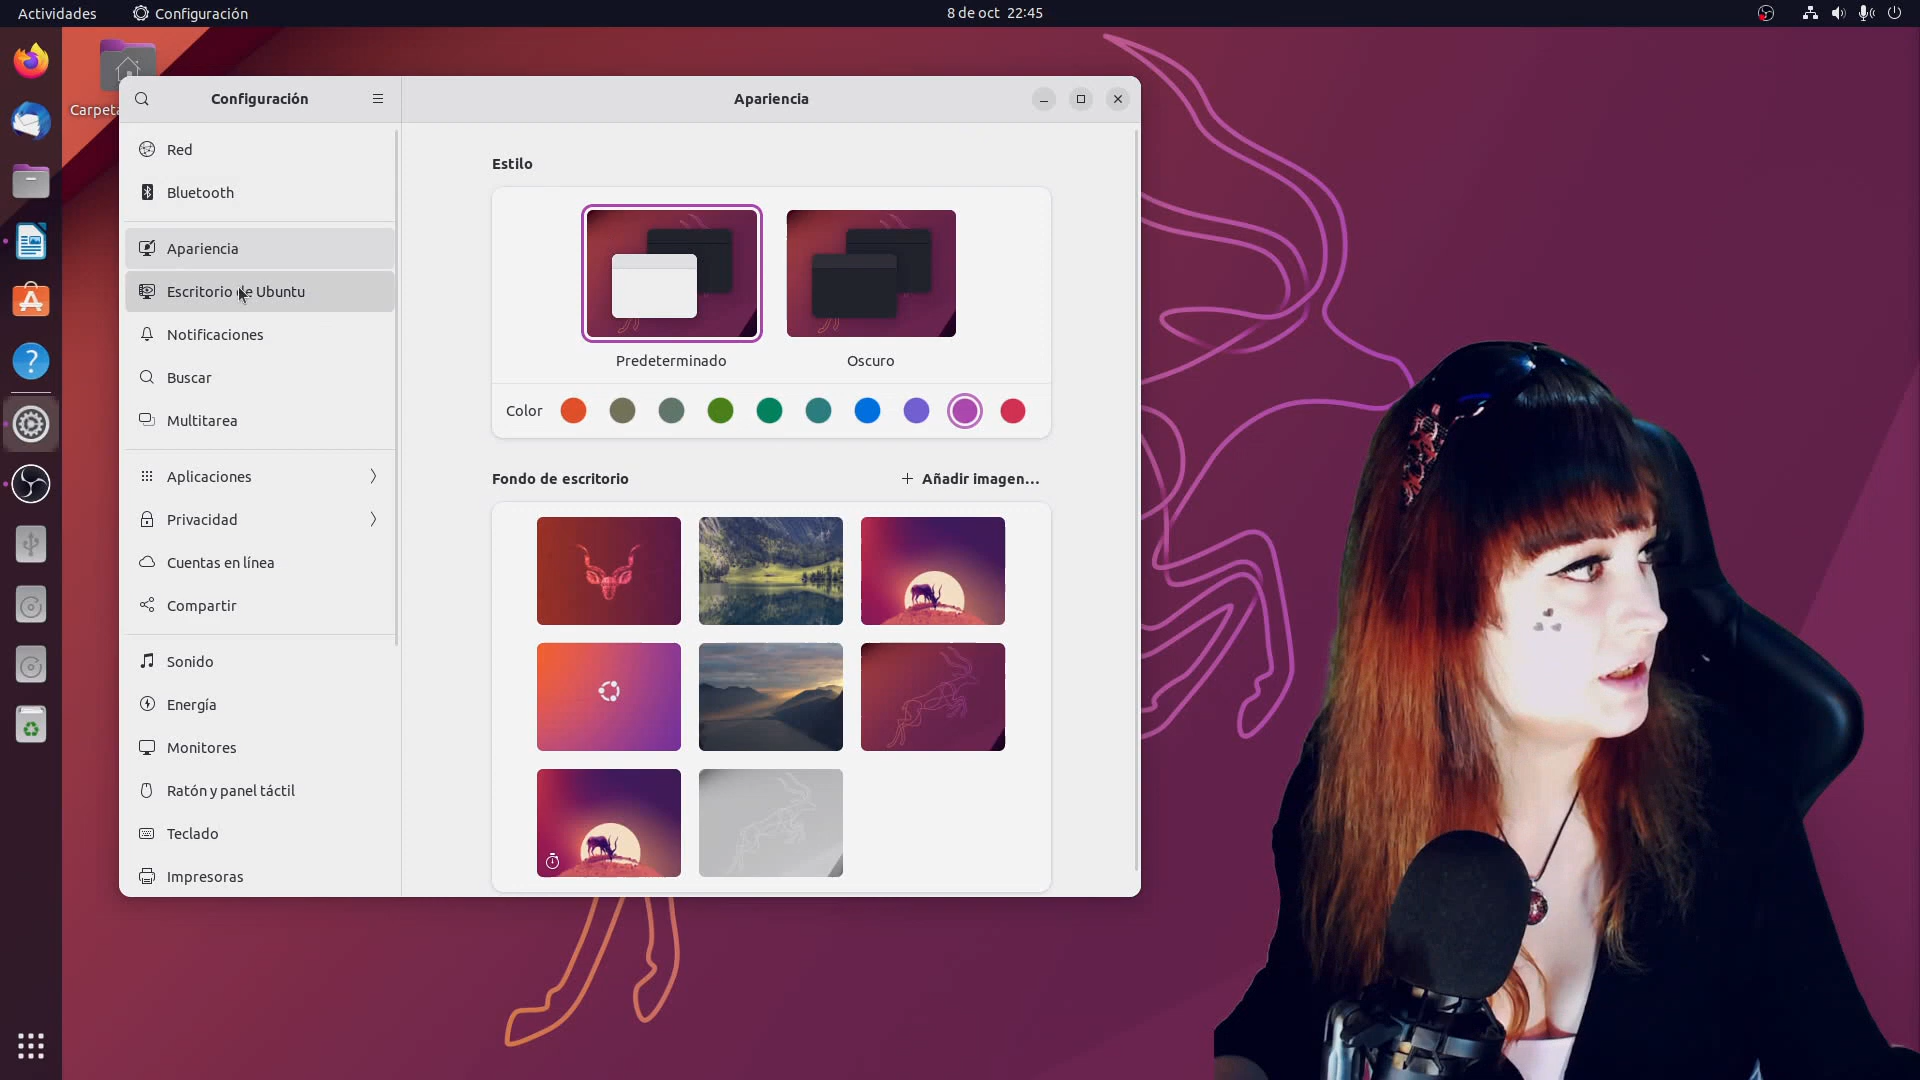 Actividades
Configuración
8 de oct 22:45
Carpeta
Configuración
Apariencia
Red
Bluetooth
Apariencia
Escritorio de Ubuntu
Notificaciones
Buscar
Multitarea
Aplicaciones
Privacidad
Cuentas en línea
Compartir
Sonido
Energía
Monitores
Ratón y panel táctil
Teclado
Impresoras
Estilo
Predeterminado
Oscuro
Color
Fondo de escritorio
+ Añadir imagen...